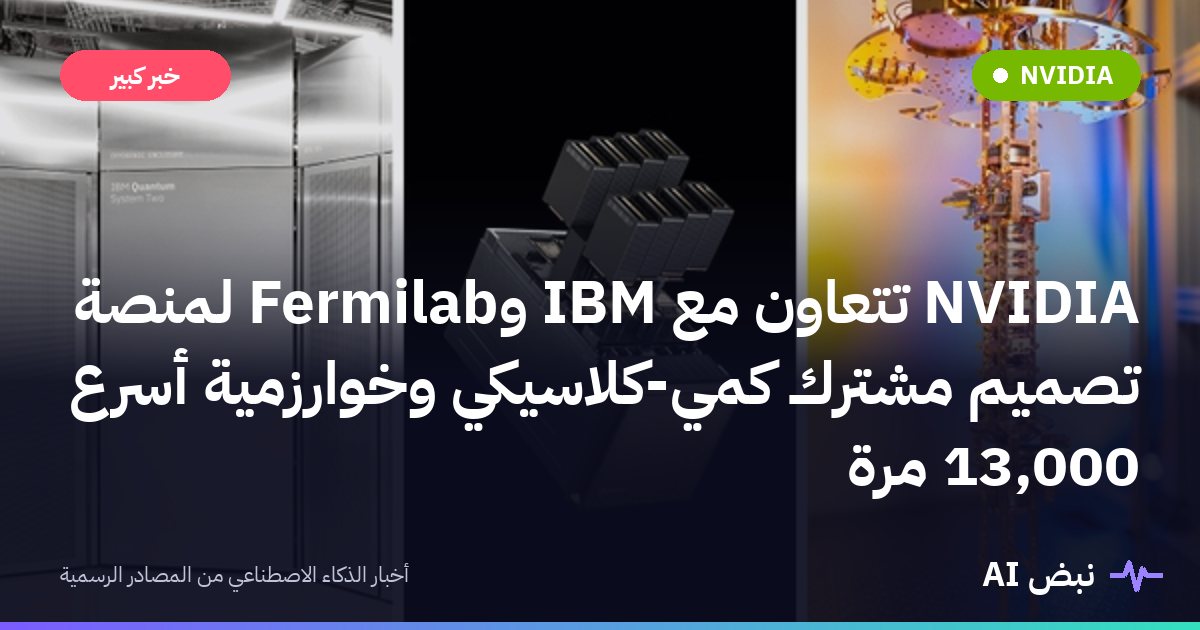 NVIDIA
خبر كبير
IBM Quantum
System Two
NVIDIA تتعاون مع IBM وFermilab لمنصة
تصميم مشترك كمي-كلاسيكي وخوارزمية أسرع
13,000 مرة
نبض AI
أخبار الذكاء الاصطناعي من المصادر الرسمية